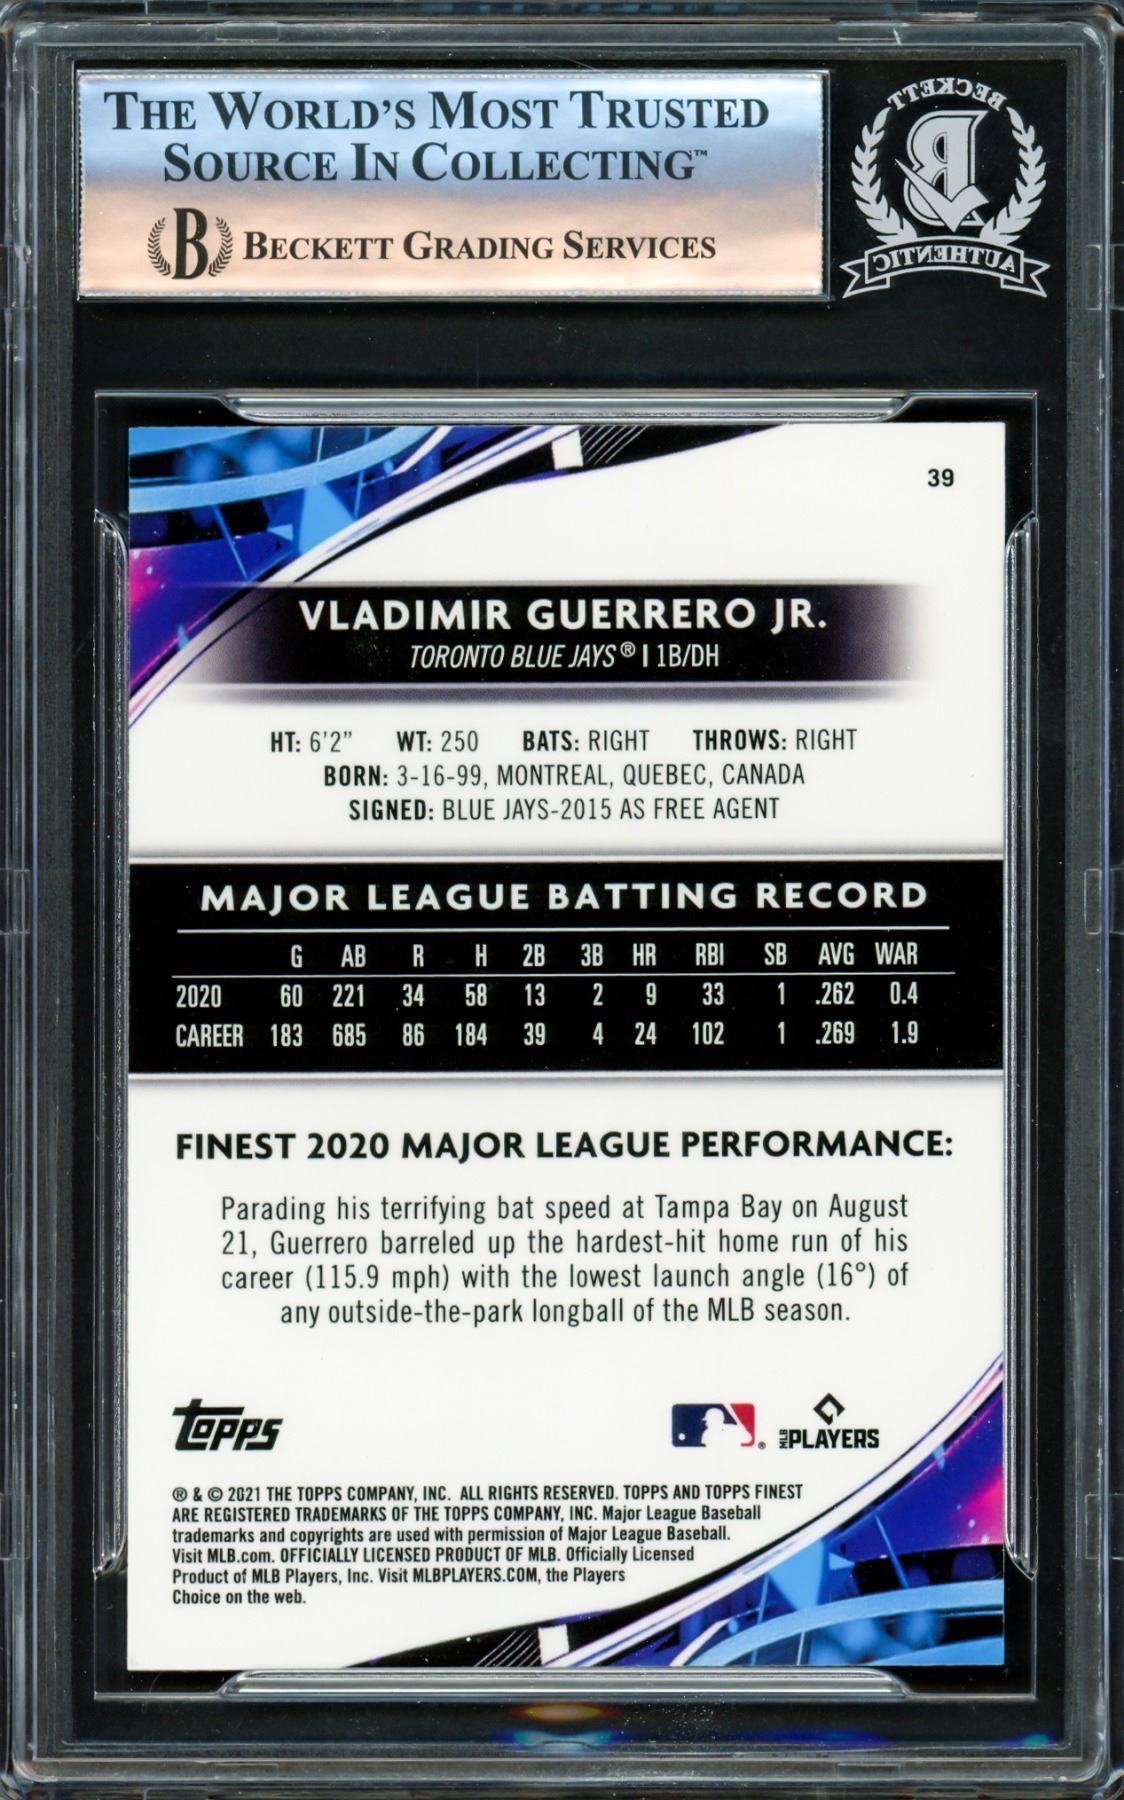 THE WORLD'S MOST TRUSTED
SOURCE IN COLLECTING™
B BECKETT GRADING SERVICES
BECKETT
B
AUTHENTIC
39
VLADIMIR GUERRERO JR.
TORONTO BLUE JAYS® | 1B/DH
HT: 6'2" WT: 250 BATS: RIGHT THROWS: RIGHT
BORN: 3-16-99, MONTREAL, QUEBEC, CANADA
SIGNED: BLUE JAYS-2015 AS FREE AGENT
MAJOR LEAGUE BATTING RECORD
G AB R H 2B 3B HR RBI SB AVG WAR
2020 60 221 34 58 13 2 9 33 1 .262 0.4
CAREER 183 685 86 184 39 4 24 102 1 .269 1.9
FINEST 2020 MAJOR LEAGUE PERFORMANCE:
Parading his terrifying bat speed at Tampa Bay on August
21, Guerrero barreled up the hardest-hit home run of his
career (115.9 mph) with the lowest launch angle (16°) of
any outside-the-park longball of the MLB season.
TOPPS
® MLB PLAYERS
® & © 2021 THE TOPPS COMPANY, INC. ALL RIGHTS RESERVED. TOPPS AND TOPPS FINEST
ARE REGISTERED TRADEMARKS OF THE TOPPS COMPANY, INC. Major League Baseball
trademarks and copyrights are used with permission of Major League Baseball.
Visit MLB.com. OFFICIALLY LICENSED PRODUCT OF MLB. Officially Licensed
Product of MLB Players, Inc. Visit MLBPLAYERS.COM, the Players
Choice on the web.